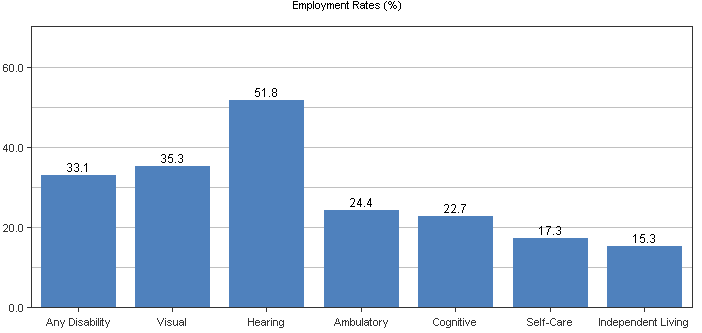 Employment Rates (%)
60.0
40.0
20.0
0.0
33.1
35.3
51.8
24.4
22.7
17.3
15.3
Any Disability
Visual
Hearing
Ambulatory
Cognitive
Self-Care
Independent Living